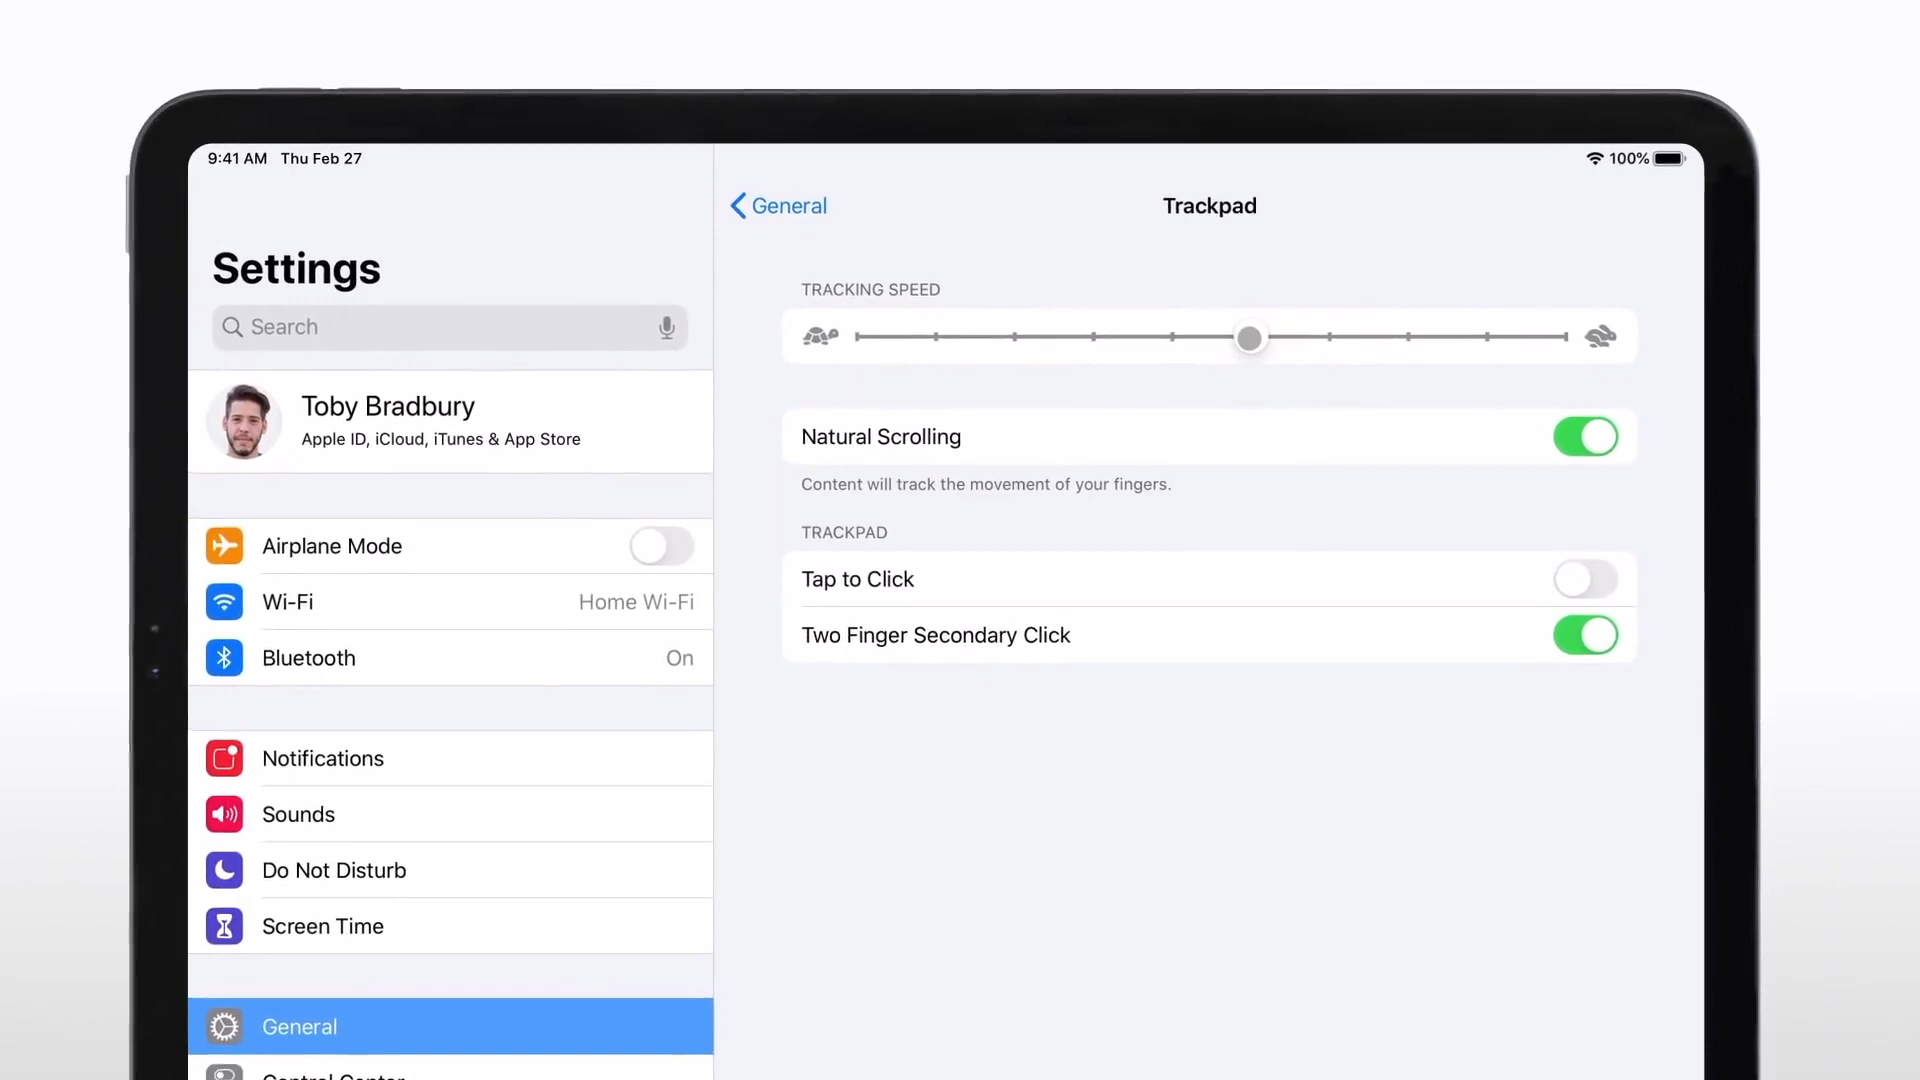 9:41 AM Thu Feb 27
100%
Settings
Search
Toby Bradbury
Apple ID, iCloud, iTunes & App Store
Airplane Mode
Wi-Fi Home Wi-Fi
Bluetooth On
Notifications
Sounds
Do Not Disturb
Screen Time
General
Control Center
General
Trackpad
TRACKING SPEED
Natural Scrolling
Content will track the movement of your fingers.
TRACKPAD
Tap to Click
Two Finger Secondary Click